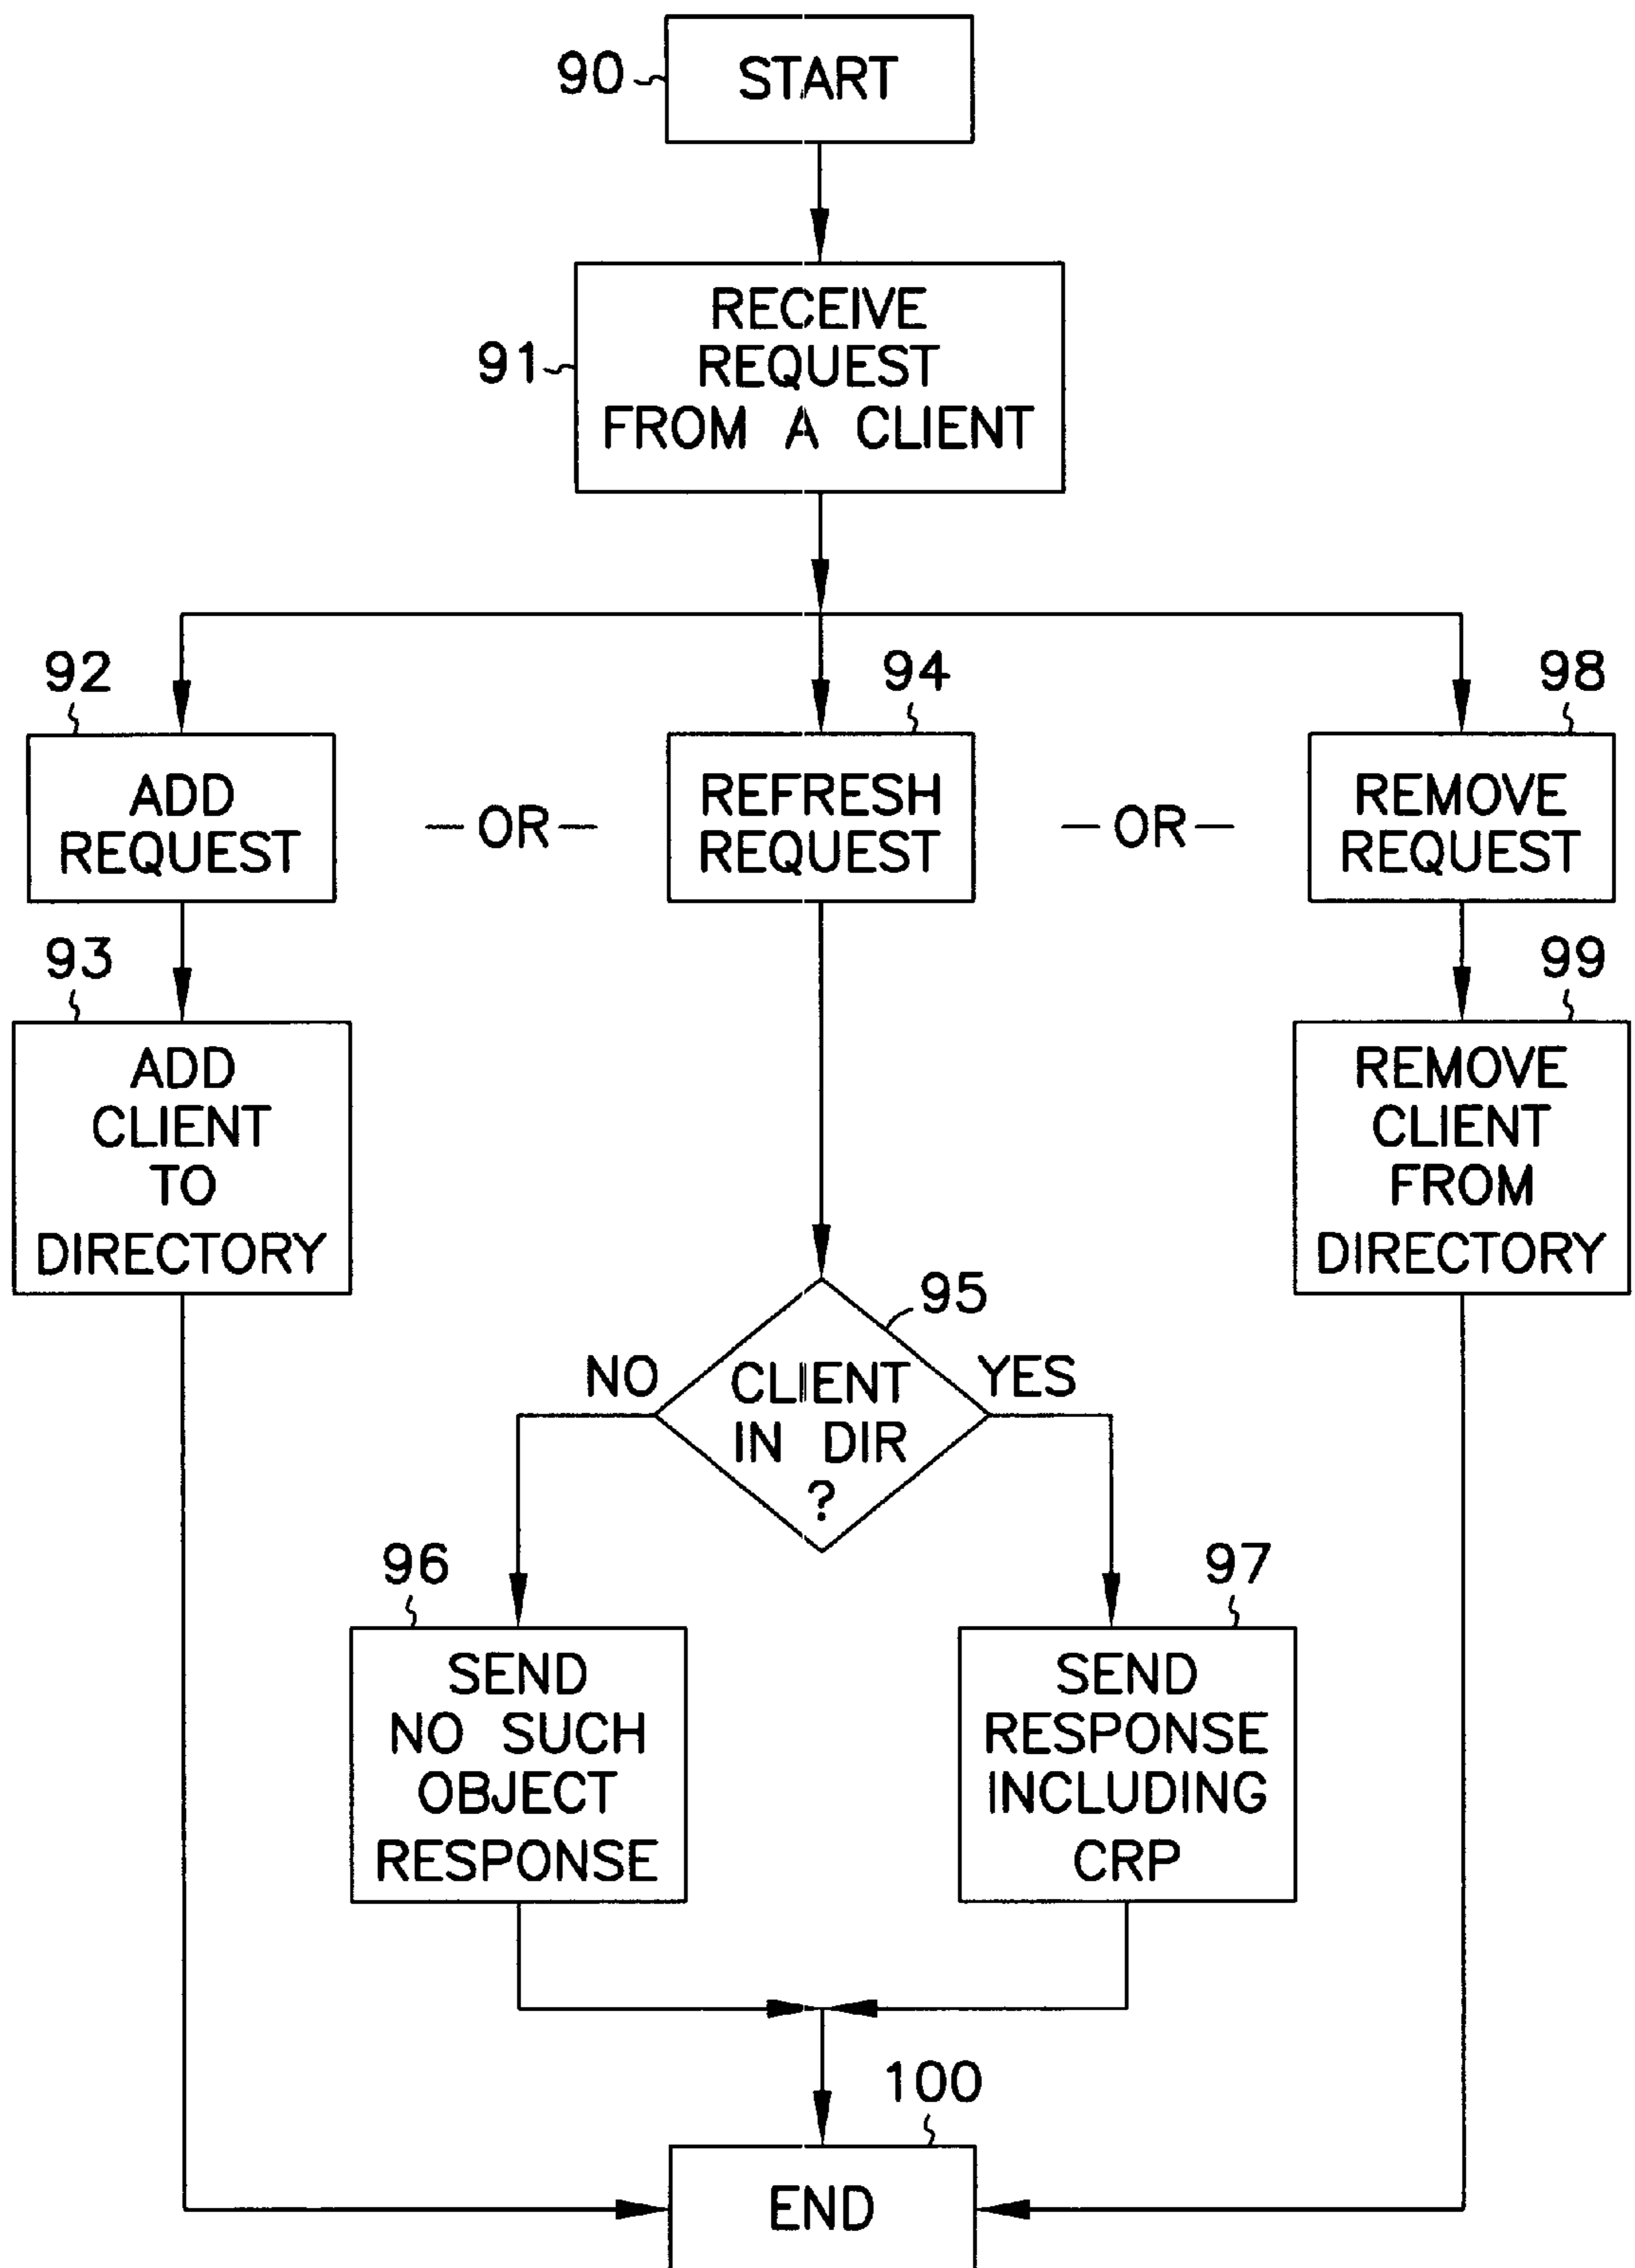 90
START
91
RECEIVE
REQUEST
FROM A CLIENT
92
ADD
REQUEST
— OR —
94
REFRESH
REQUEST
— OR —
98
REMOVE
REQUEST
93
ADD
CLIENT
TO
DIRECTORY
99
REMOVE
CLIENT
FROM
DIRECTORY
95
NO
CLIENT
IN DIR
?
YES
96
SEND
NO SUCH
OBJECT
RESPONSE
97
SEND
RESPONSE
INCLUDING
CRP
100
END